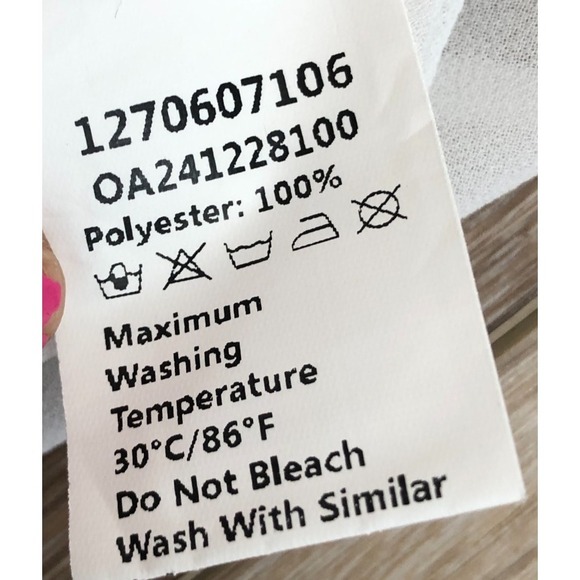 1270607106
OA241228100
Polyester: 100%
Maximum
Washing
Temperature
30°C/86°F
Do Not Bleach
Wash With Similar